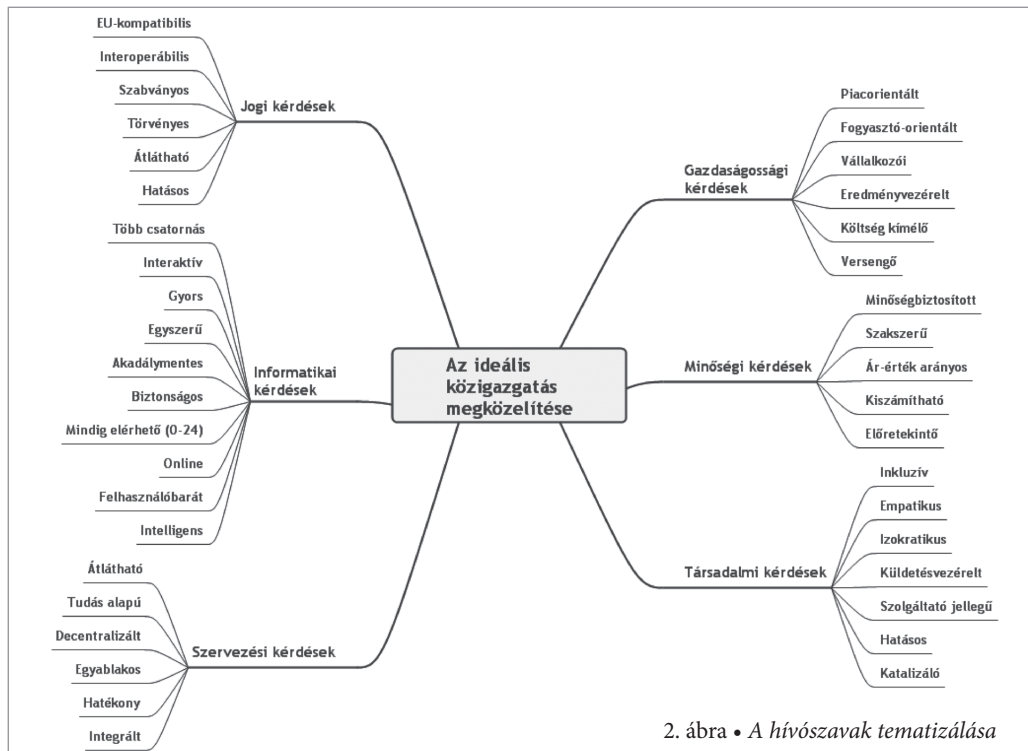 EU-kompatibilis
Interoperábilis
Szabványos
Törvényes
Átlátható
Hatásos
Jogi kérdések
Több csatornás
Interaktív
Gyors
Egyszerű
Akadálymentes
Biztonságos
Mindig elérhető (0-24)
Online
Felhasználóbarát
Intelligens
Informatikai
kérdések
Átlátható
Tudás alapú
Decentralizált
Egyablakos
Hatékony
Integrált
Szervezési kérdések
Az ideális
közigazgatás
megközelítése
Gazdaságossági
kérdések
Piacorientált
Fogyasztó-orientált
Vállalkozói
Eredményvezérelt
Költség kímélő
Versengő
Minőségi kérdések
Minőségbiztosított
Szakszerű
Ár-érték arányos
Kiszámítható
Előretekintő
Társadalmi kérdések
Inkluzív
Empatikus
Izokratikus
Küldetésvezérelt
Szolgáltató jellegű
Hatásos
Katalizáló
2. ábra • A hívószavak tematizálása